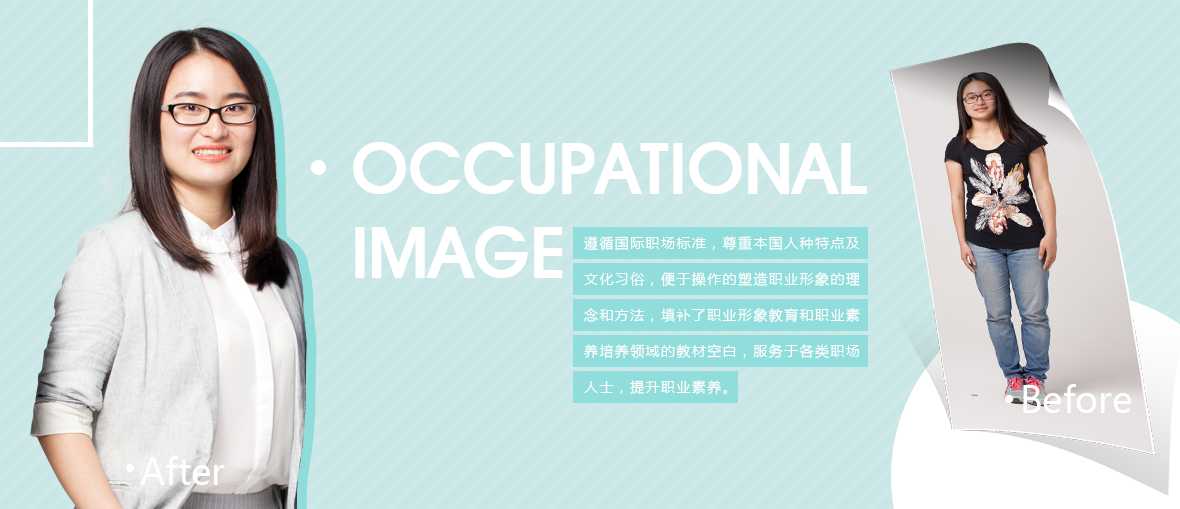 OCCUPATIONAL
IMAGE
遵循国际职场标准，尊重本国人种特点及
文化习俗，便于操作的塑造职业形象的理
念和方法，填补了职业形象教育和职业素
养培养领域的教材空白，服务于各类职场
人士，提升职业素养。
• Before
• After